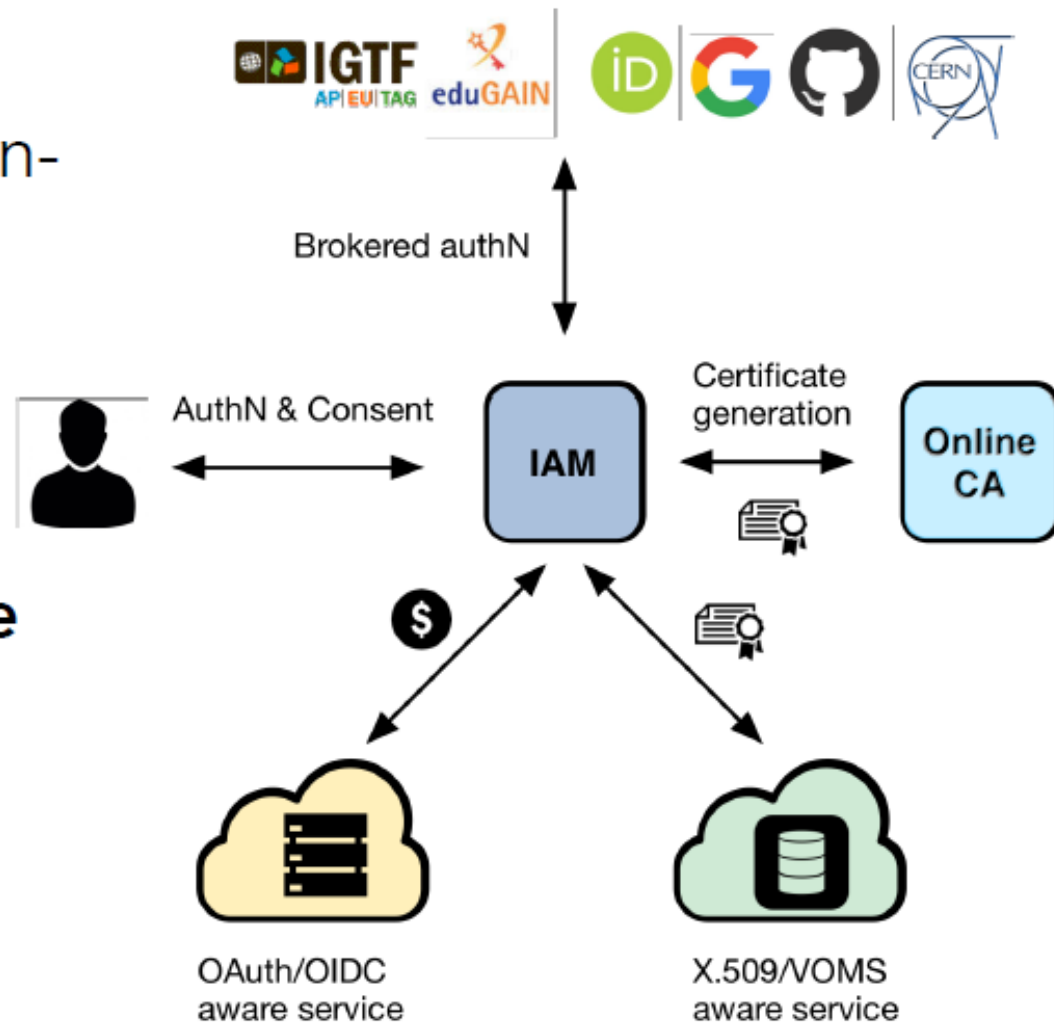 IGTF
AP|EU|TAG
eduGAIN
iD
G
CERN
n-
Brokered authN
Certificate
generation
AuthN & Consent
IAM
Online
CA
e
$
OAuth/OIDC
aware service
X.509/VOMS
aware service